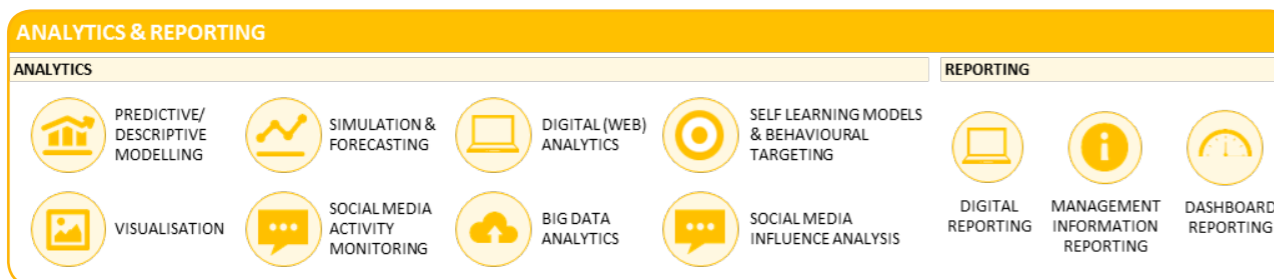 ANALYTICS & REPORTING
ANALYTICS
PREDICTIVE/
DESCRIPTIVE
MODELLING
SIMULATION &
FORECASTING
DIGITAL (WEB)
ANALYTICS
SELF LEARNING MODELS
& BEHAVIOURAL
TARGETING
VISUALISATION
SOCIAL MEDIA
ACTIVITY
MONITORING
BIG DATA
ANALYTICS
SOCIAL MEDIA
INFLUENCE ANALYSIS
REPORTING
DIGITAL
REPORTING
MANAGEMENT
INFORMATION
REPORTING
DASHBOARD
REPORTING